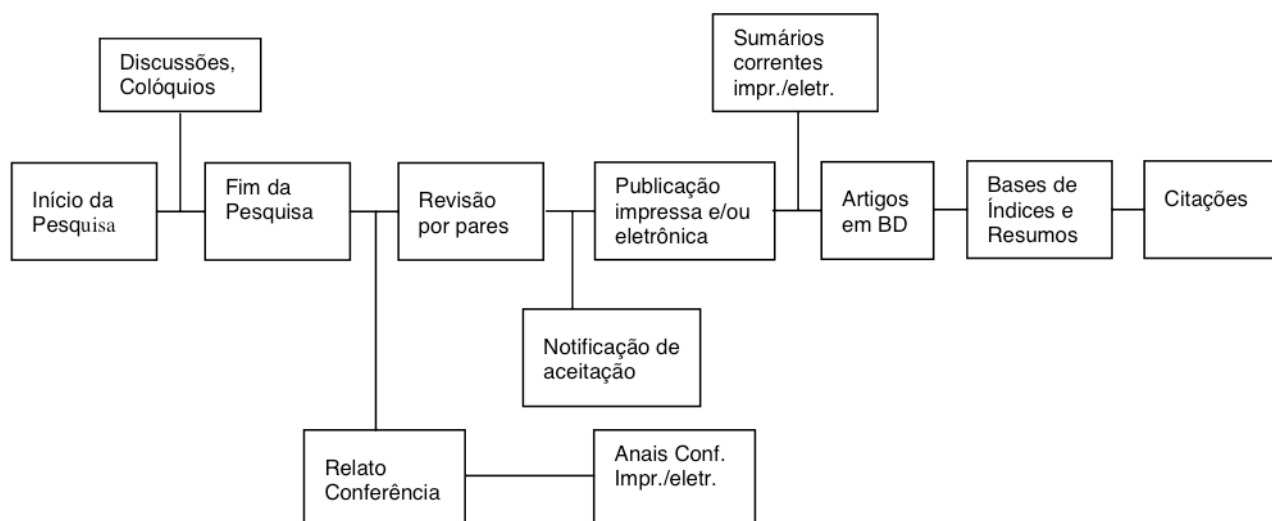 Discussões,
Colóquios
Sumários
correntes
impr./eletr.
Início da
Pesquisa
Fim da
Pesquisa
Revisão
por pares
Publicação
impressa e/ou
eletrônica
Artigos
em BD
Bases de
Índices e
Resumos
Citações
Notificação de
aceitação
Relato
Conferência
Anais Conf.
Impr./eletr.